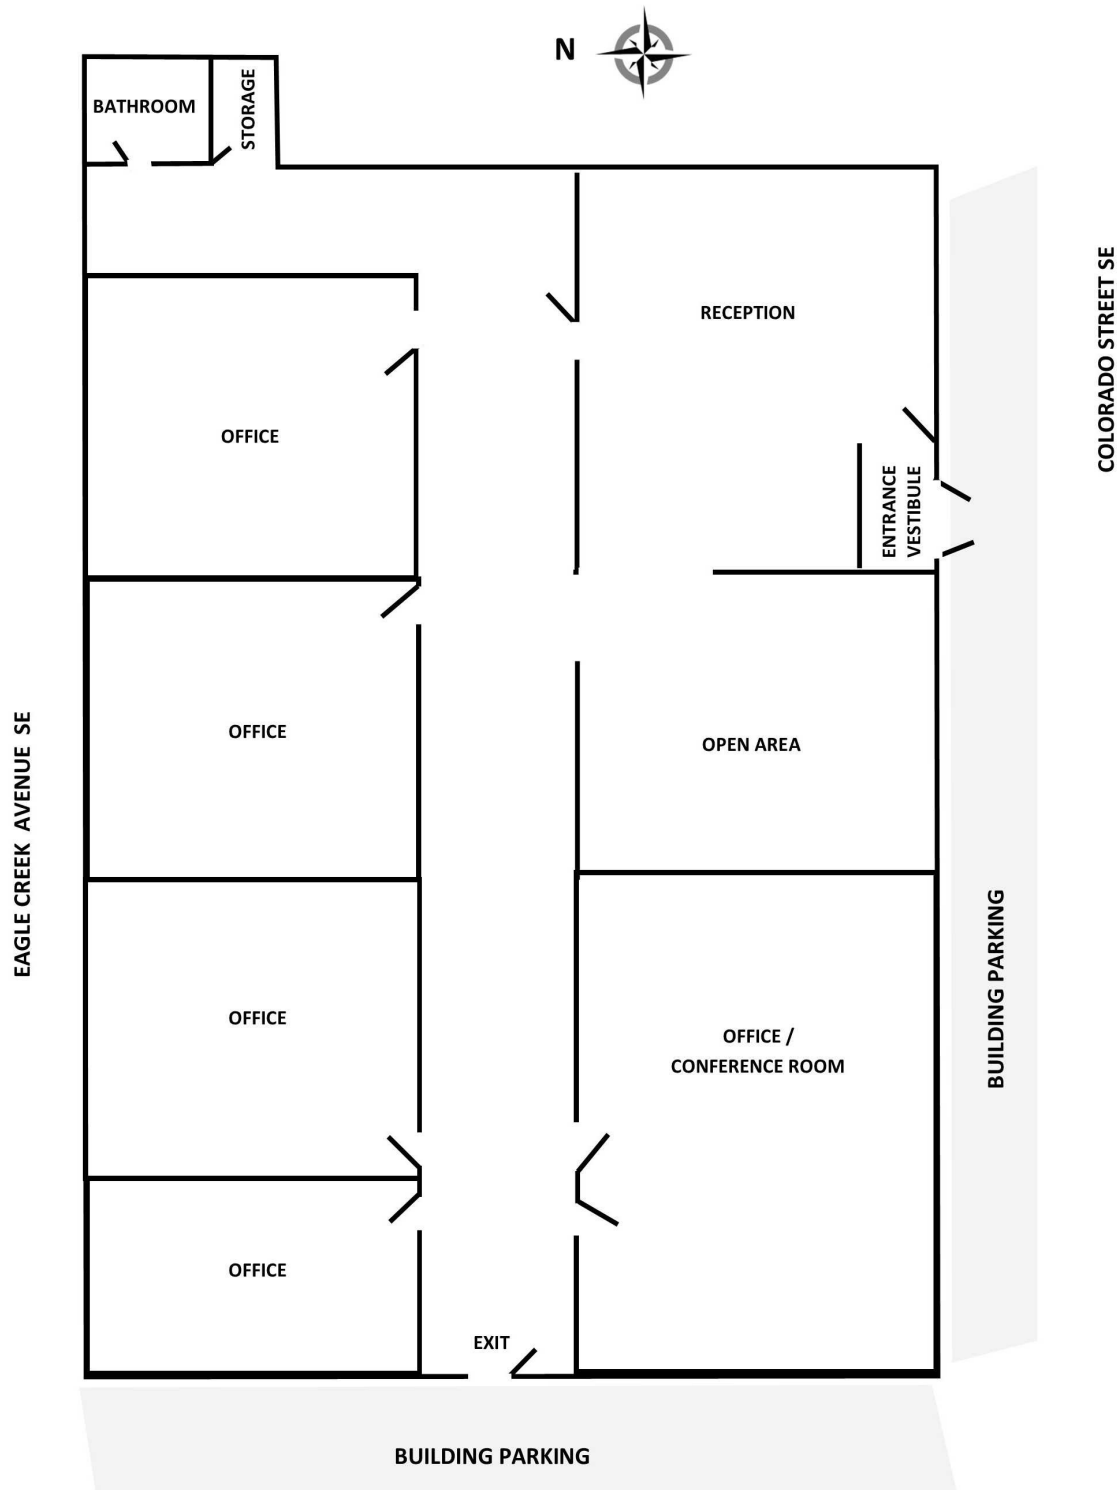 N
BATHROOM
STORAGE
RECEPTION
COLORADO STREET SE
OFFICE
ENTRANCE
VESTIBULE
OFFICE
OPEN AREA
EAGLE CREEK AVENUE SE
OFFICE
OFFICE /
CONFERENCE ROOM
BUILDING PARKING
OFFICE
EXIT
BUILDING PARKING